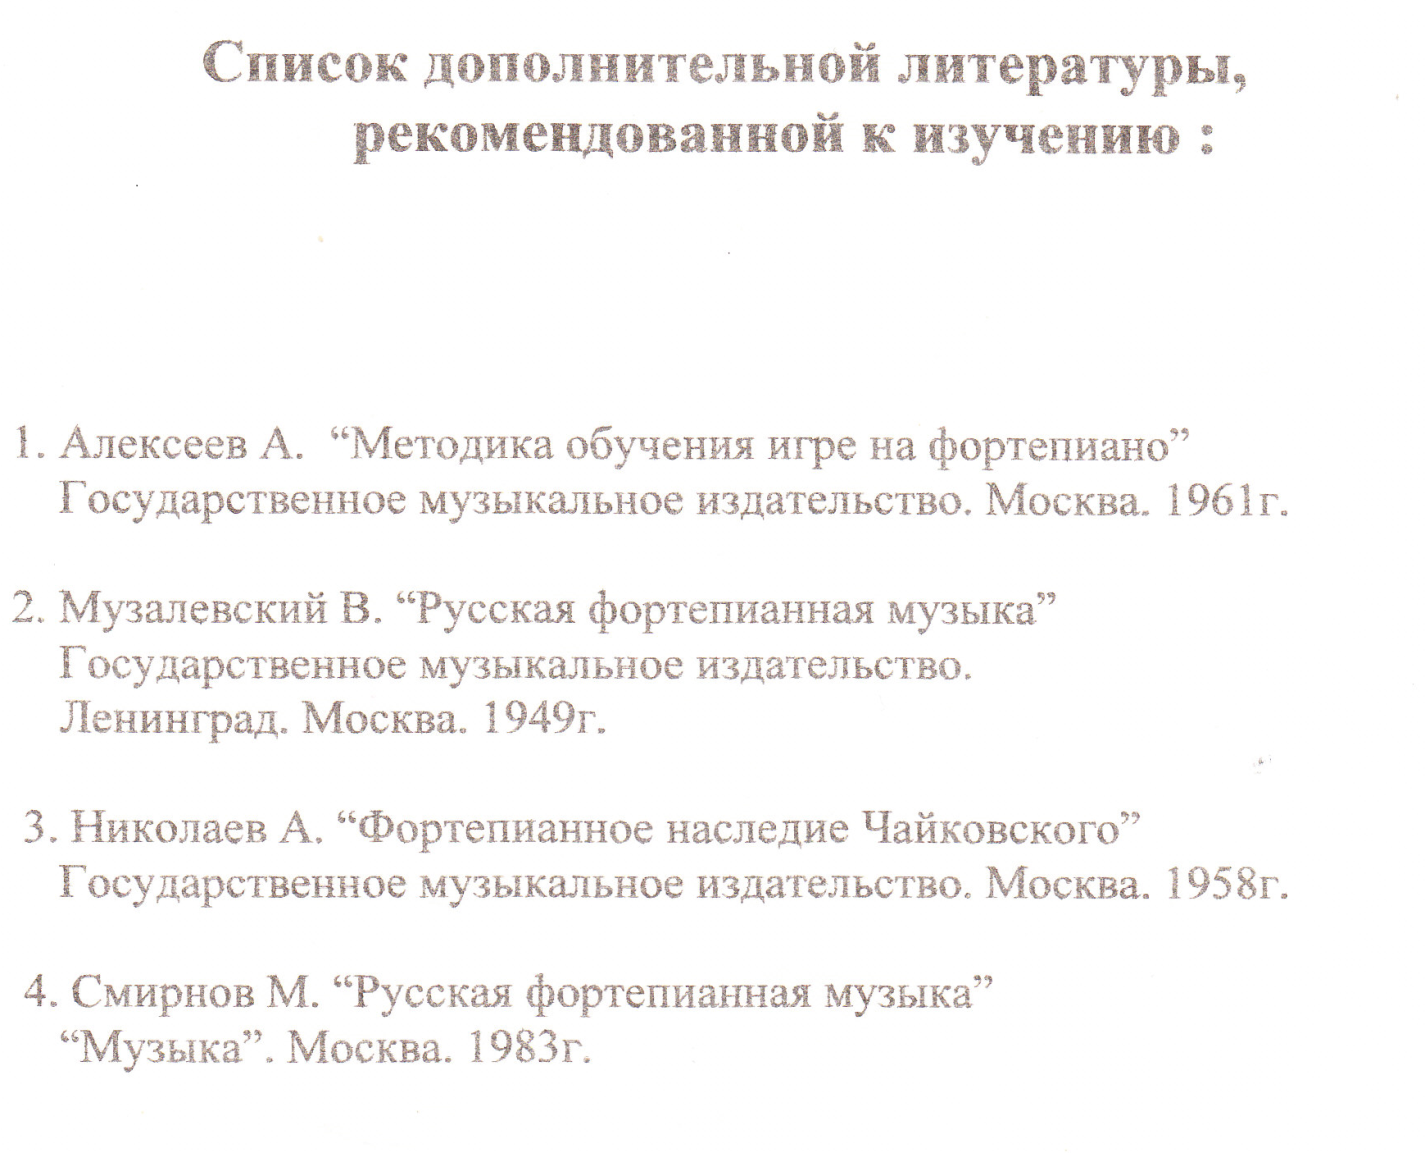 Список дополнительной литературы,
рекомендованной к изучению :
1. Алексеев А. “Методика обучения игре на фортепиано”
Государственное музыкальное издательство. Москва. 1961г.
2. Музалевский В. “Русская фортепианная музыка”
Государственное музыкальное издательство.
Ленинград. Москва. 1949г.
3. Николаев А. “Фортепианное наследие Чайковского”
Государственное музыкальное издательство. Москва. 1958г.
4. Смирнов М. “Русская фортепианная музыка”
“Музыка”. Москва. 1983г.